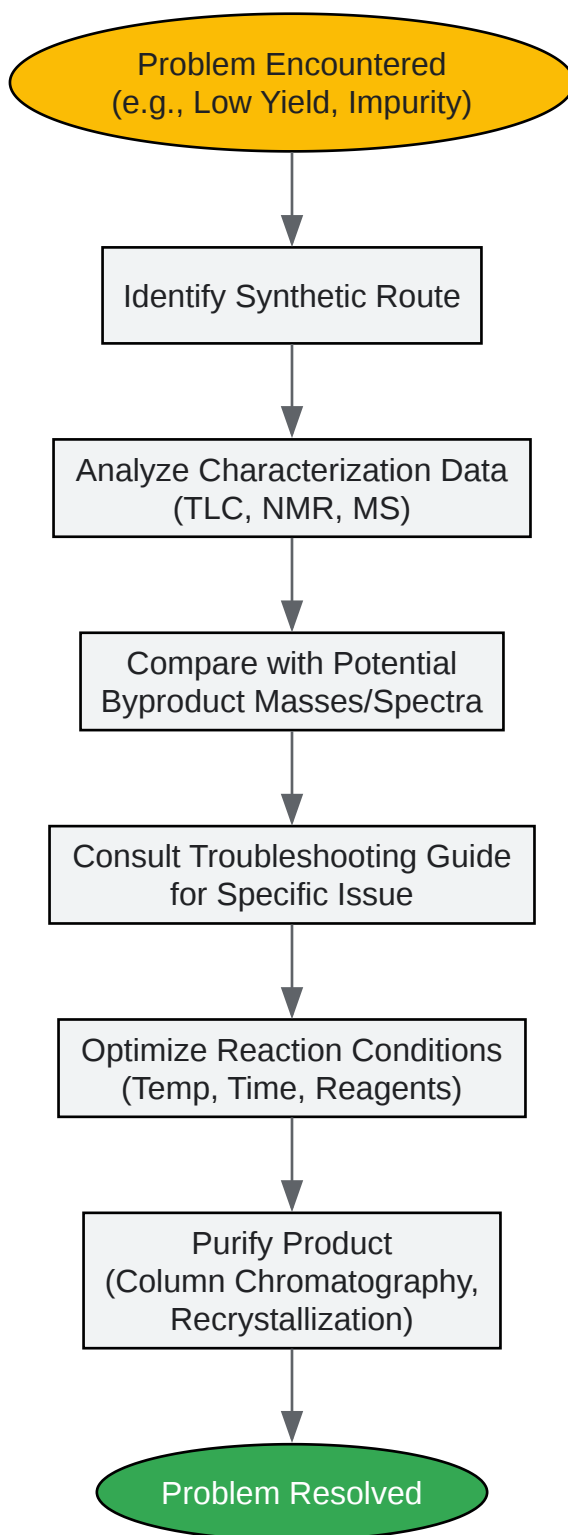 Problem Encountered
(e.g., Low Yield, Impurity)
Identify Synthetic Route
Analyze Characterization Data
(TLC, NMR, MS)
Compare with Potential
Byproduct Masses/Spectra
Consult Troubleshooting Guide
for Specific Issue
Optimize Reaction Conditions
(Temp, Time, Reagents)
Purify Product
(Column Chromatography,
Recrystallization)
Problem Resolved